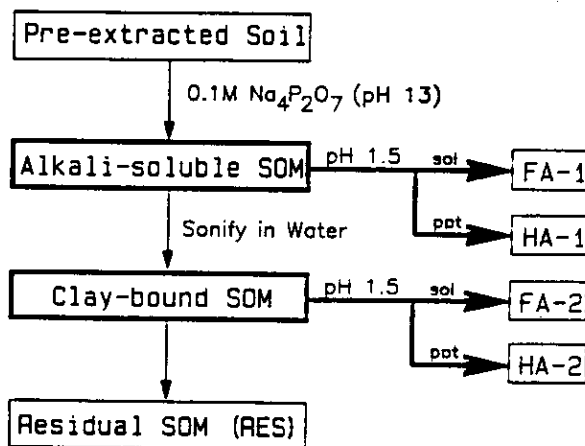 Pre-extracted Soil
0.1M Na4P2O7 (pH 13)
Alkali-soluble SOM
pH 1.5
sol
FA-1
ppt
HA-1
Sonify in Water
Clay-bound SOM
pH 1.5
sol
FA-2
ppt
HA-2
Residual SOM (RES)